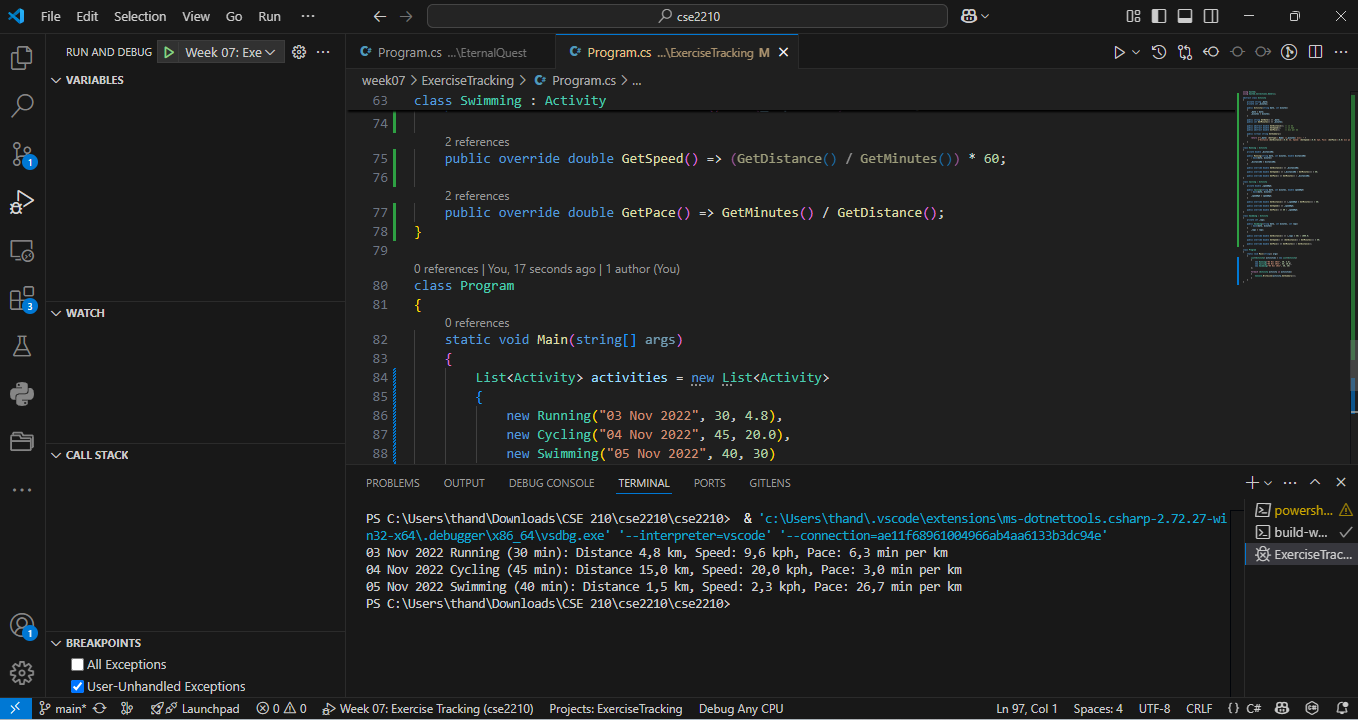 File Edit Selection View Go Run ··· cse2210
RUN AND DEBUG Week 07: Exe ···
VARIABLES
WATCH
CALL STACK
BREAKPOINTS
All Exceptions
User-Unhandled Exceptions
1
3
1
Program.cs ...\EternalQuest Program.cs ...\ExerciseTracking M
week07 > ExerciseTracking > Program.cs > ...
63 class Swimming : Activity
74
2 references
75 public override double GetSpeed() => (GetDistance() / GetMinutes()) * 60;
76
2 references
77 public override double GetPace() => GetMinutes() / GetDistance();
78 }
79
0 references | You, 17 seconds ago | 1 author (You)
80 class Program
81 {
0 references
82 static void Main(string[] args)
83 {
84 List<Activity> activities = new List<Activity>
85 {
86 new Running("03 Nov 2022", 30, 4.8),
87 new Cycling("04 Nov 2022", 45, 20.0),
88 new Swimming("05 Nov 2022", 40, 30)
PROBLEMS OUTPUT DEBUG CONSOLE TERMINAL PORTS GITLENS
PS C:\Users\thand\Downloads\CSE 210\cse2210\cse2210> & 'c:\Users\thand\.vscode\extensions\ms-dotnettools.csharp-2.72.27-wi
n32-x64\.debugger\x86_64\vsdbg.exe' '--interpreter=vscode' '--connection=ae11f68961004966ab4aa6133b3dc94e'
03 Nov 2022 Running (30 min): Distance 4,8 km, Speed: 9,6 kph, Pace: 6,3 min per km
04 Nov 2022 Cycling (45 min): Distance 15,0 km, Speed: 20,0 kph, Pace: 3,0 min per km
05 Nov 2022 Swimming (40 min): Distance 1,5 km, Speed: 2,3 kph, Pace: 26,7 min per km
PS C:\Users\thand\Downloads\CSE 210\cse2210\cse2210>
powersh...
build-w...
ExerciseTrac...
main* Launchpad 0 0 Week 07: Exercise Tracking (cse2210) Projects: ExerciseTracking Debug Any CPU Ln 97, Col 1 Spaces: 4 UTF-8 CRLF {} C#